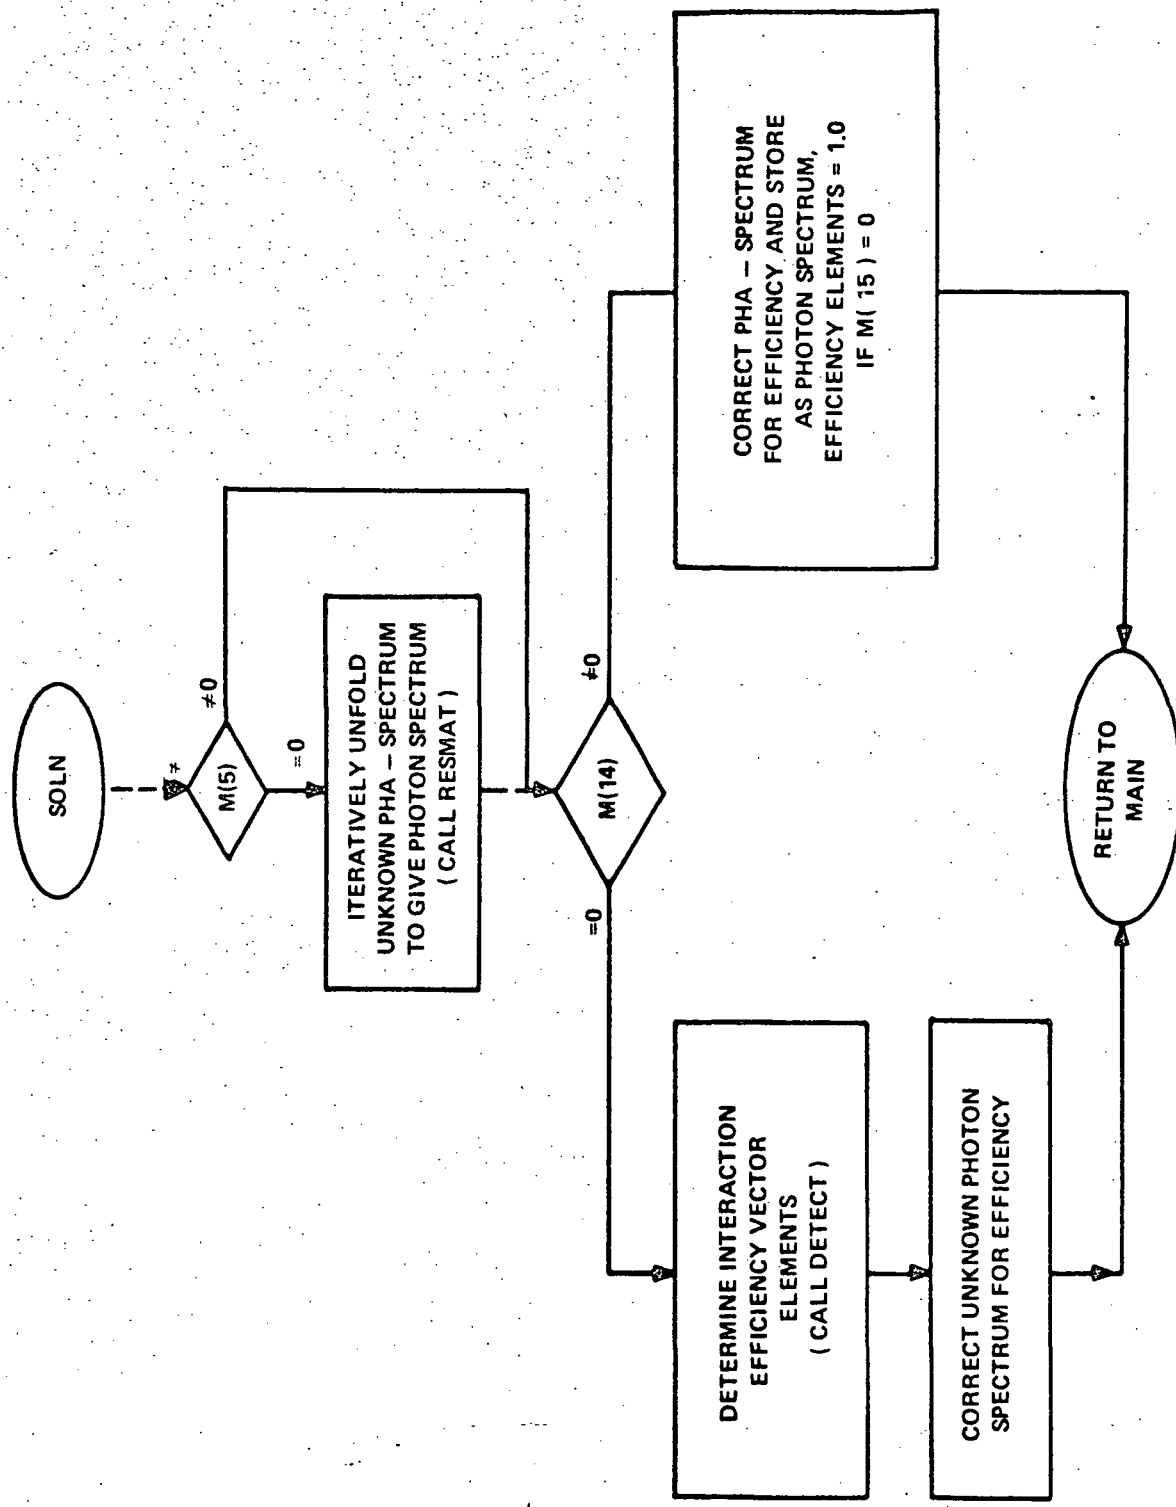 SOLN
≠
M(5)
≠0
=0
ITERATIVELY UNFOLD
UNKNOWN PHA – SPECTRUM
TO GIVE PHOTON SPECTRUM
( CALL RESMAT )
M(14)
=0
≠0
DETERMINE INTERACTION
EFFICIENCY VECTOR
ELEMENTS
( CALL DETECT )
CORRECT UNKNOWN PHOTON
SPECTRUM FOR EFFICIENCY
CORRECT PHA – SPECTRUM
FOR EFFICIENCY AND STORE
AS PHOTON SPECTRUM,
EFFICIENCY ELEMENTS = 1.0
IF M( 15 ) = 0
RETURN TO
MAIN